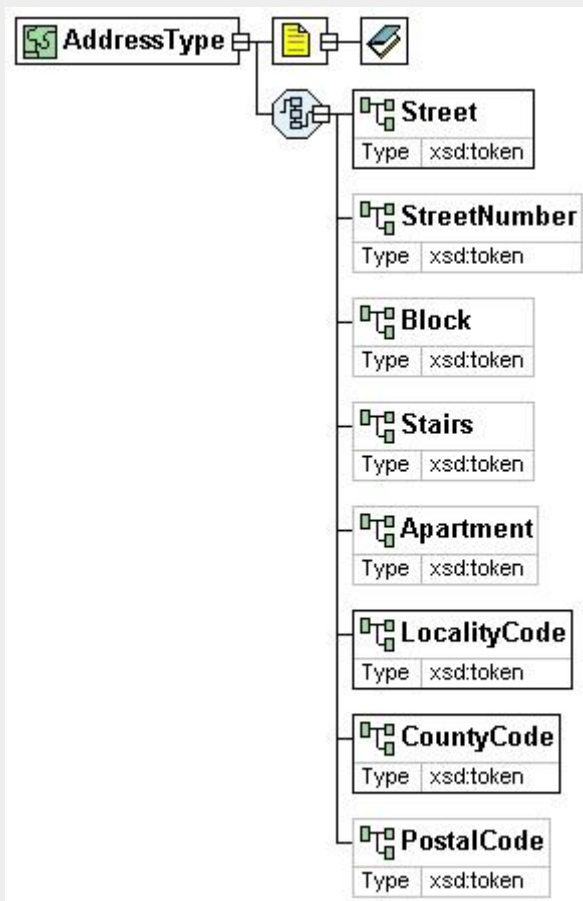 AddressType
Street
Type xsd:token
StreetNumber
Type xsd:token
Block
Type xsd:token
Stairs
Type xsd:token
Apartment
Type xsd:token
LocalityCode
Type xsd:token
CountyCode
Type xsd:token
PostalCode
Type xsd:token